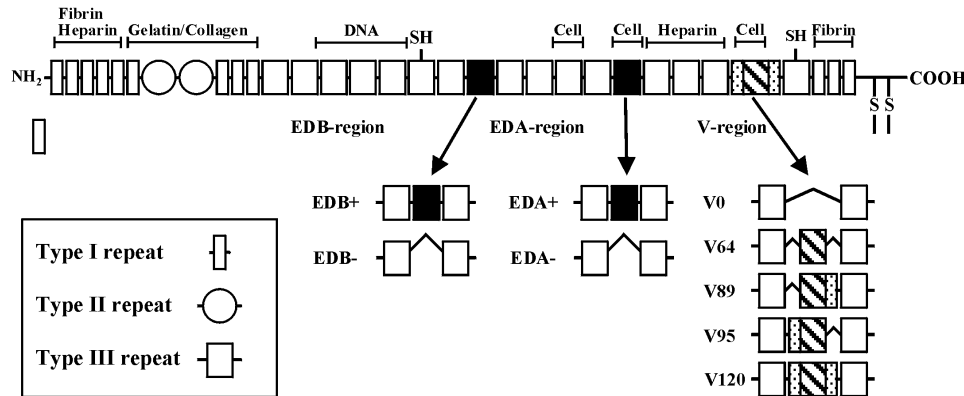 Fibrin
Heparin
Gelatin/Collagen
DNA
SH
Cell
Cell
Heparin
Cell
SH
Fibrin
NH2
COOH
S S
EDB-region
EDA-region
V-region
EDB+
EDB-
EDA+
EDA-
V0
V64
V89
V95
V120
Type I repeat
Type II repeat
Type III repeat